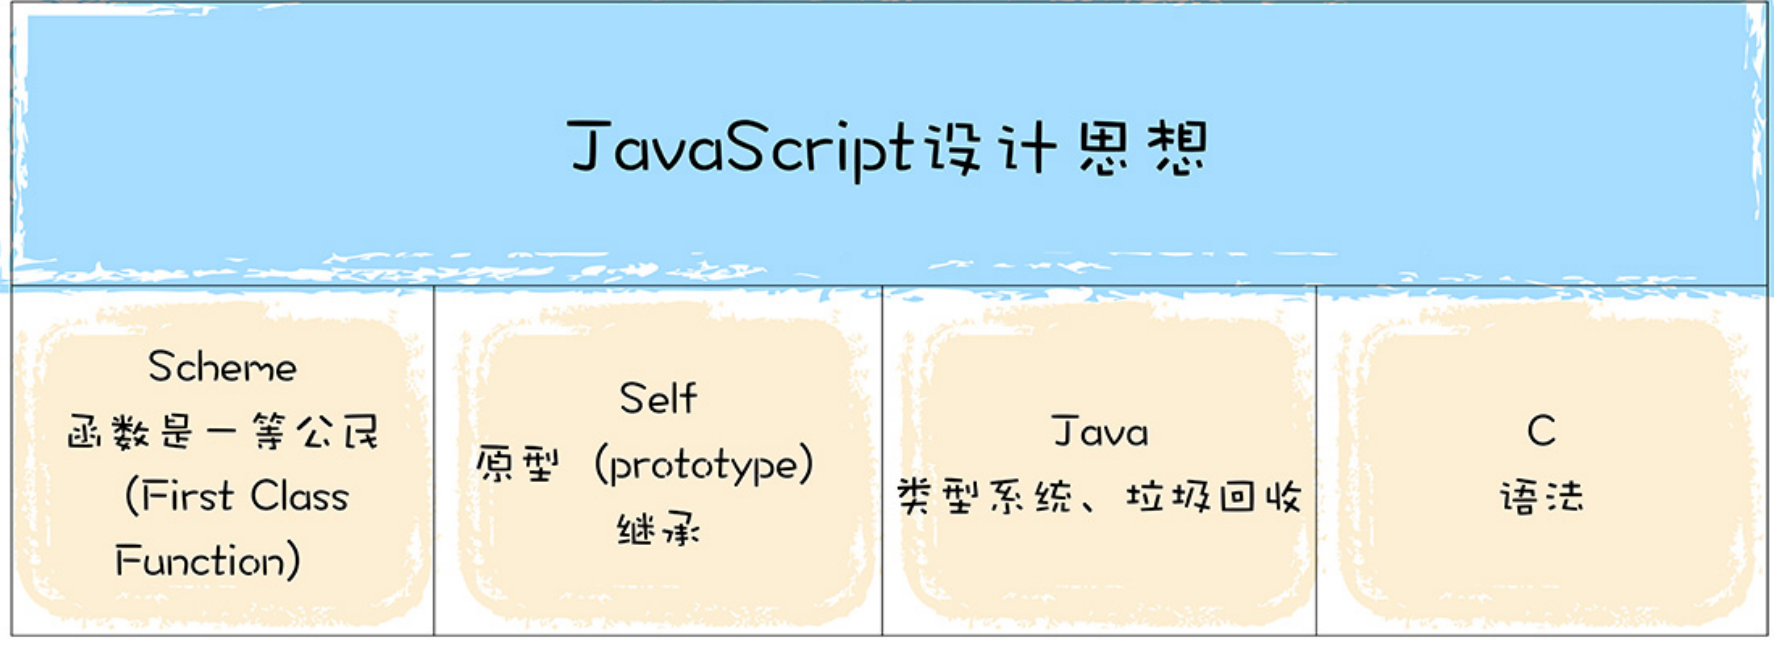 JavaScript设计思想
Scheme
函数是一等公民
(First Class
Function)
Self
原型 (prototype)
继承
Java
类型系统、垃圾回收
C
语法